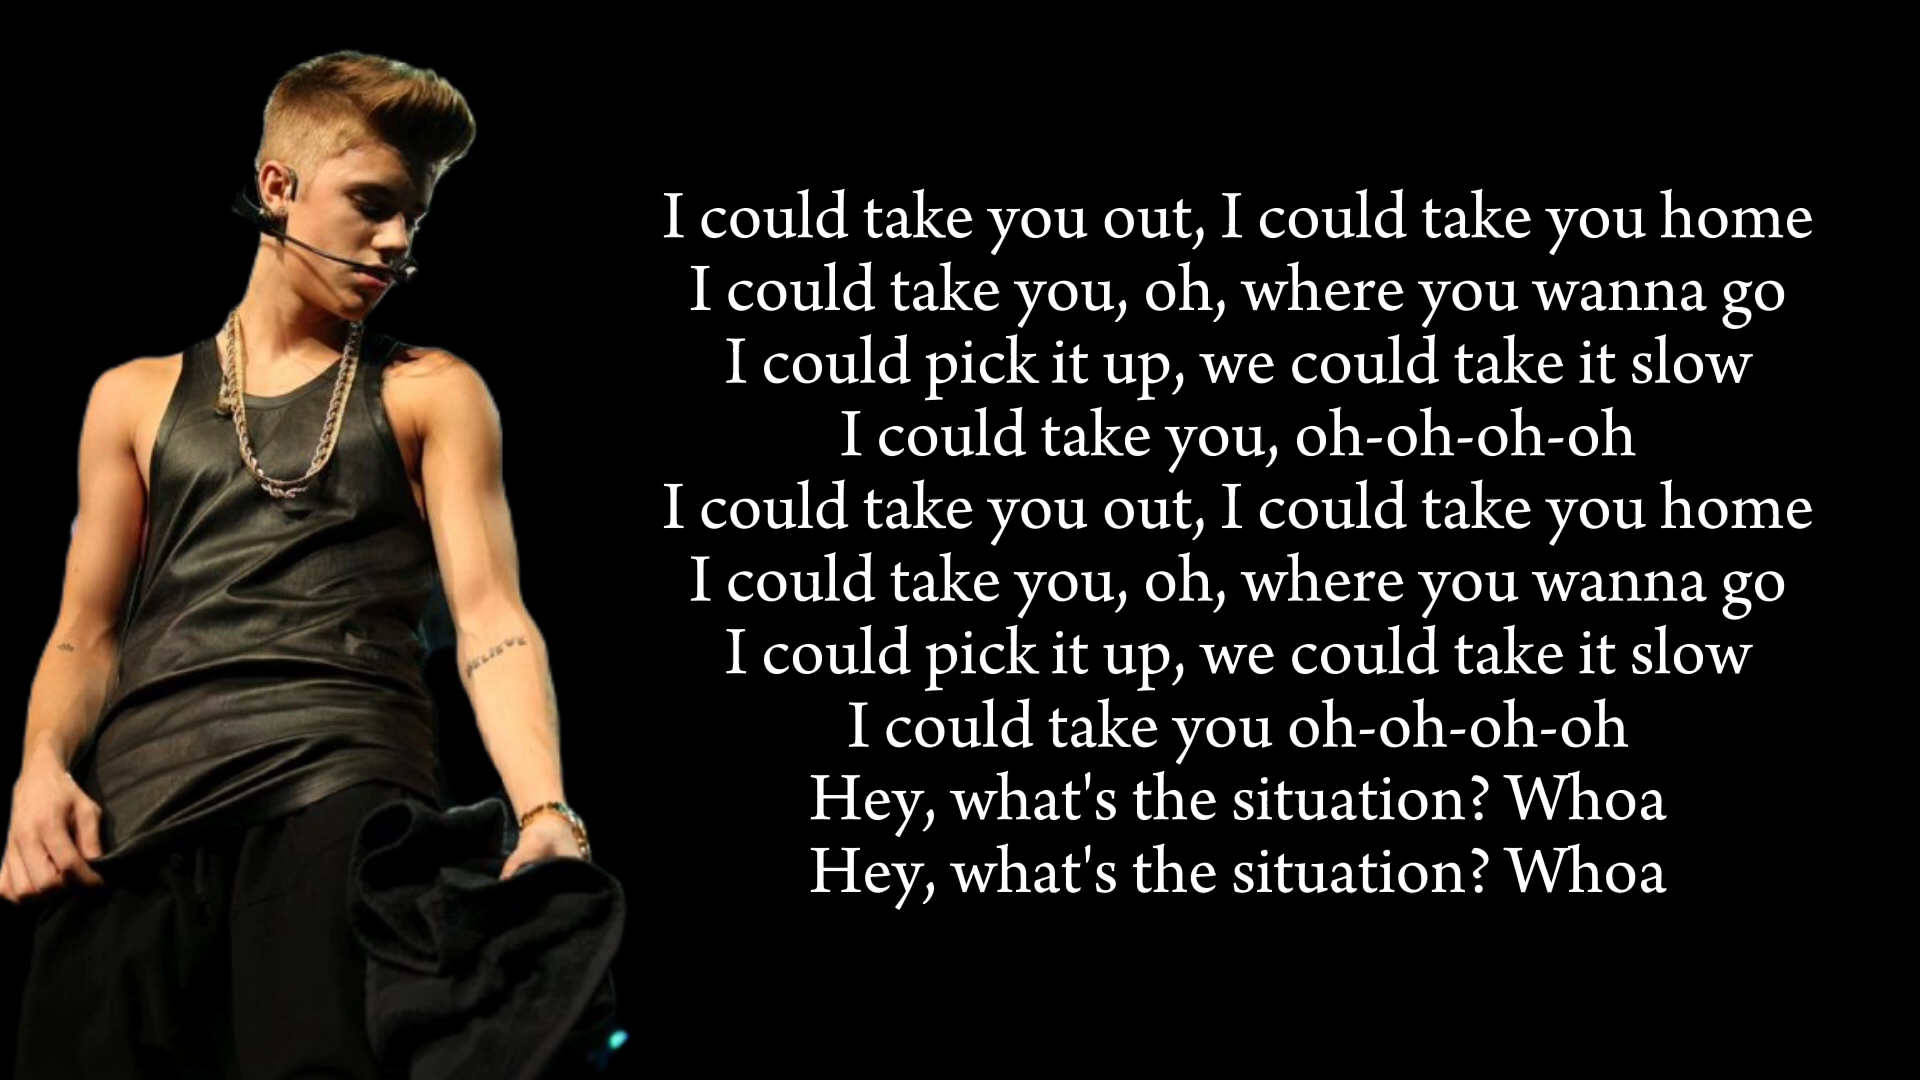 I could take you out, I could take you home
I could take you, oh, where you wanna go
I could pick it up, we could take it slow
I could take you, oh-oh-oh-oh
I could take you out, I could take you home
I could take you, oh, where you wanna go
I could pick it up, we could take it slow
I could take you oh-oh-oh-oh
Hey, what's the situation? Whoa
Hey, what's the situation? Whoa
BELIEVE